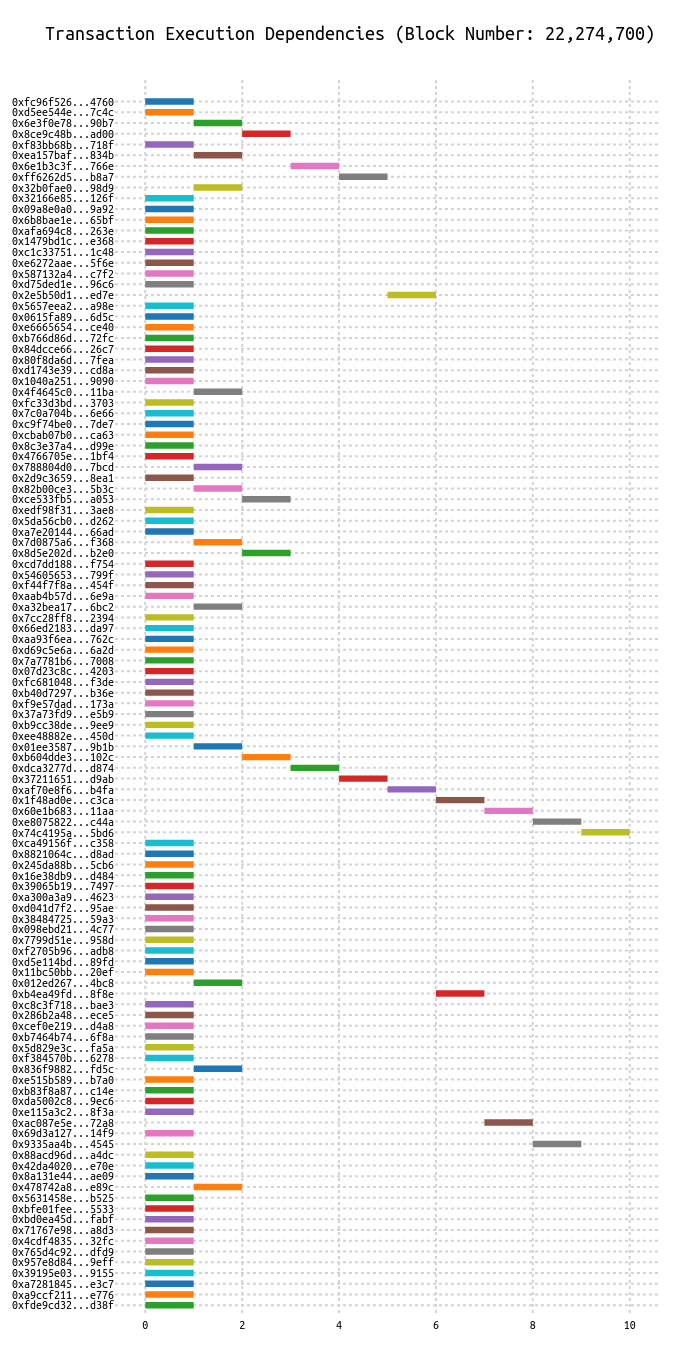 Transaction Execution Dependencies (Block Number: 22,274,700)
0xfc96f526...4760
0xd5ee544e...7c4c
0x6e3f0e78...90b7
0x8ce9c48b...ad00
0xf83bb68b...718f
0xea157baf...834b
0x6e1b3c3f...766e
0xff6262d5...b8a7
0x32b0fae0...98d9
0x32166e85...126f
0x09a8e0a0...9a92
0x6b8bae1e...65bf
0xafa694c8...263e
0x1479bd1c...e368
0xc1c33751...1c48
0xe6272aae...5f6e
0x587132a4...c7f2
0xd75ded1e...96c6
0x2e5b50d1...ed7e
0x5657eea2...a98e
0x0615fa89...6d5c
0xe6665654...ce40
0xb766d86d...72fc
0x84dcce66...26c7
0x80f8da6d...7fea
0xd1743e39...cd8a
0x1040a251...9090
0x4f4645c0...11ba
0xfc33d3bd...3703
0x7c0a704b...6e66
0xc9f74be0...7de7
0xcbab07b0...ca63
0x8c3e37a4...d99e
0x4766705e...1bf4
0x788804d0...7bcd
0x2d9c3659...8ea1
0x82b00ce3...5b3c
0xce533fb5...a053
0xedf98f31...3ae8
0x5da56cb0...d262
0xa7e20144...66ad
0x7d0875a6...f368
0x8d5e202d...b2e0
0xcd7dd188...f754
0x54605653...799f
0xf44f7f8a...454f
0xaab4b57d...6e9a
0xa32bea17...6bc2
0x7cc28ff8...2394
0x66ed2183...da97
0xaa93f6ea...762c
0xd69c5e6a...6a2d
0x7a7781b6...7008
0x07d23c8c...4203
0xfc681048...f3de
0xb40d7297...b36e
0xf9e57dad...173a
0x37a73fd9...e5b9
0xb9cc38de...9ee9
0xee48882e...450d
0x01ee3587...9b1b
0xb604dde3...102c
0xdca3277d...d874
0x37211651...d9ab
0xaf70e8f6...b4fa
0x1f48ad0e...c3ca
0x60e1b683...11aa
0xe8075822...c44a
0x74c4195a...5bd6
0xca49156f...c358
0x8821064c...d8ad
0x245da88b...5cb6
0x16e38db9...d484
0x39065b19...7497
0xa300a3a9...4623
0xd041d7f2...95ae
0x38484725...59a3
0x098ebd21...4c77
0x7799d51e...958d
0xf2705b96...adb8
0xd5e114bd...89fd
0x11bc50bb...20ef
0x012ed267...4bc8
0xb4ea49fd...8f8e
0xc8c3f718...bae3
0x286b2a48...ece5
0xcef0e219...d4a8
0xb7464b74...6f8a
0x5d829e3c...fa5a
0xf384570b...6278
0x836f9882...fd5c
0xe515b589...b7a0
0xb83f8a87...c14e
0xda5002c8...9ec6
0xe115a3c2...8f3a
0xac087e5e...72a8
0x69d3a127...14f9
0x9335aa4b...4545
0x88acd96d...a4dc
0x42da4020...e70e
0x8a131e44...ae09
0x478742a8...e89c
0x5631458e...b525
0xbfe01fee...5533
0xbd0ea45d...fabf
0x71767e98...a8d3
0x4cdf4835...32fc
0x765d4c92...dfd9
0x957e8d84...9eff
0x39195e03...9155
0xa7281845...e3c7
0xa9ccf211...e776
0xfde9cd32...d38f
0 2 4 6 8 10